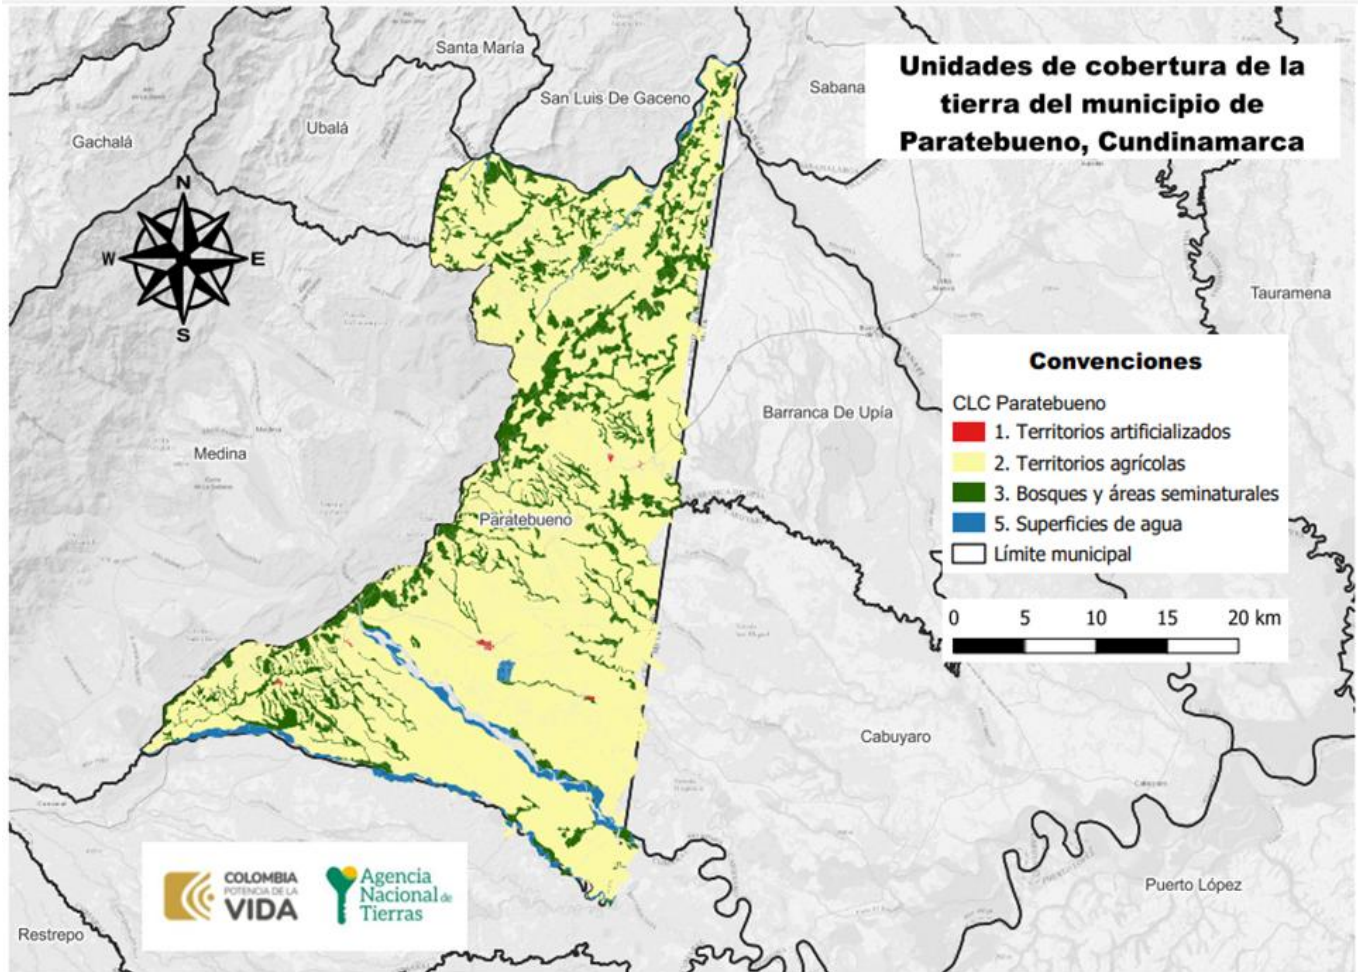 Santa María
San Luis De Gaceno
Sabana
Unidades de cobertura de la
tierra del municipio de
Paratebueno, Cundinamarca
Gachalá
Ubalá
N
W
E
S
Tauramena
Barranca De Upía
Medina
Medina
Paratebueno
Convenciones
CLC Paratebueno
1. Territorios artificializados
2. Territorios agrícolas
3. Bosques y áreas seminaturales
5. Superficies de agua
Límite municipal
0 5 10 15 20 km
Cabuyaro
Puerto López
Restrepo
COLOMBIA
POTENCIA DE LA
VIDA
Agencia
Nacional de
Tierras